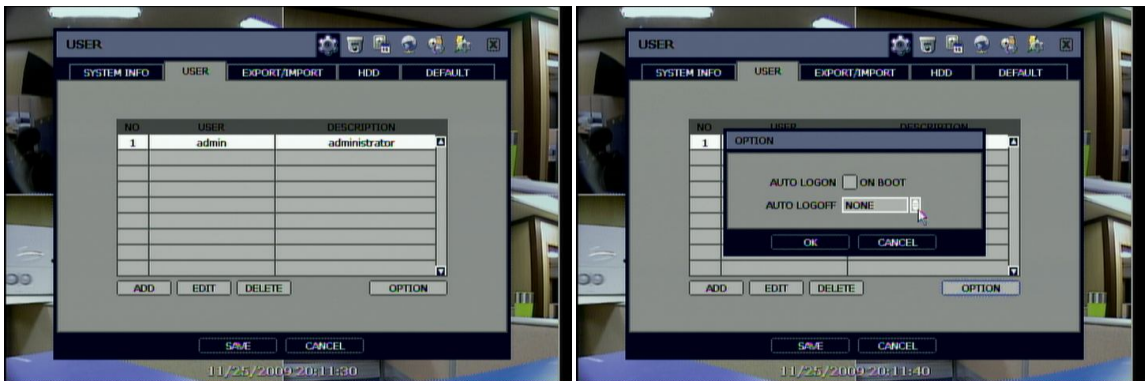 USER
SYSTEM INFO USER EXPORT/IMPORT HDD DEFAULT
NO USER DESCRIPTION
1 admin administrator
ADD EDIT DELETE OPTION
SAVE CANCEL
11/25/2009 20:11:30
USER
SYSTEM INFO USER EXPORT/IMPORT HDD DEFAULT
NO USER DESCRIPTION
1 OPTION
AUTO LOGON ON BOOT
AUTO LOGOFF NONE
OK CANCEL
ADD EDIT DELETE OPTION
SAVE CANCEL
11/25/2009 20:11:40